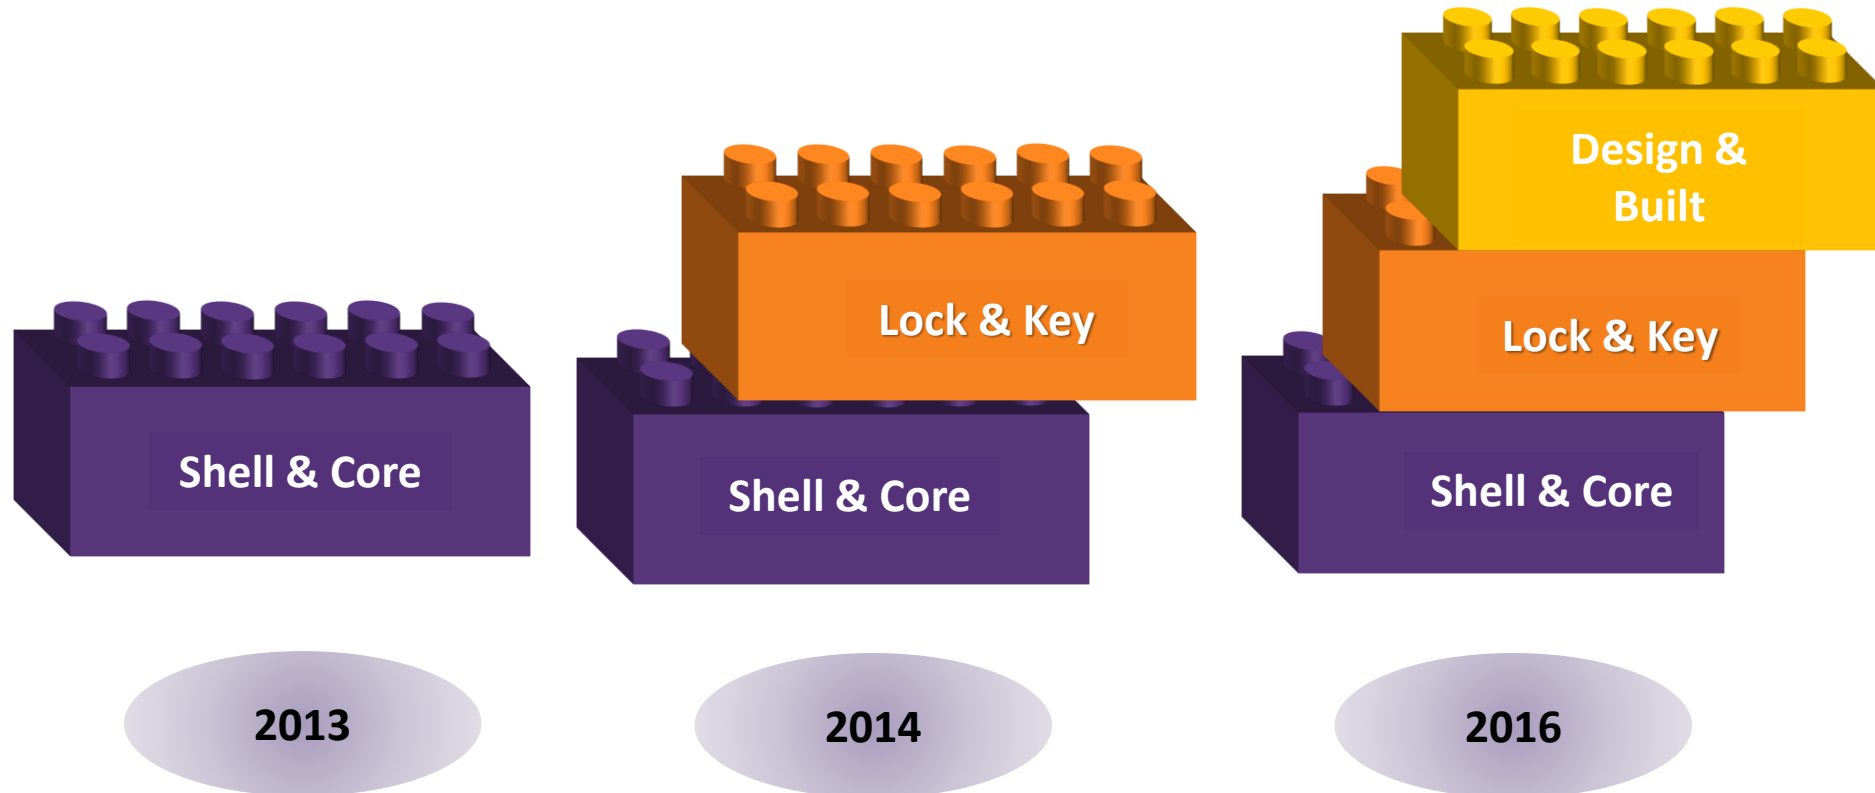 Shell & Core
Lock & Key
Shell & Core
Design &
Built
Lock & Key
Shell & Core
2013
2014
2016